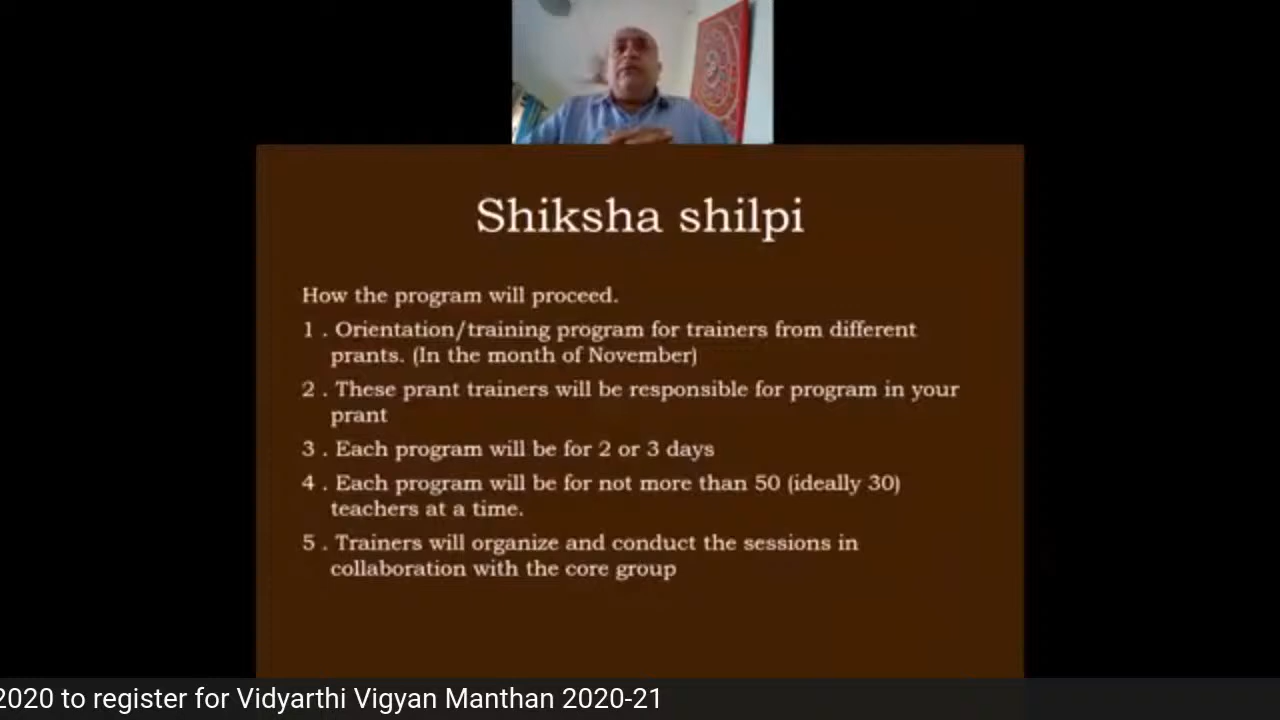 Shiksha shilpi
How the program will proceed.
1 . Orientation/training program for trainers from different
prants. (In the month of November)
2 . These prant trainers will be responsible for program in your
prant
3 . Each program will be for 2 or 3 days
4 . Each program will be for not more than 50 (ideally 30)
teachers at a time.
5 . Trainers will organize and conduct the sessions in
collaboration with the core group
2020 to register for Vidyarthi Vigyan Manthan 2020-21